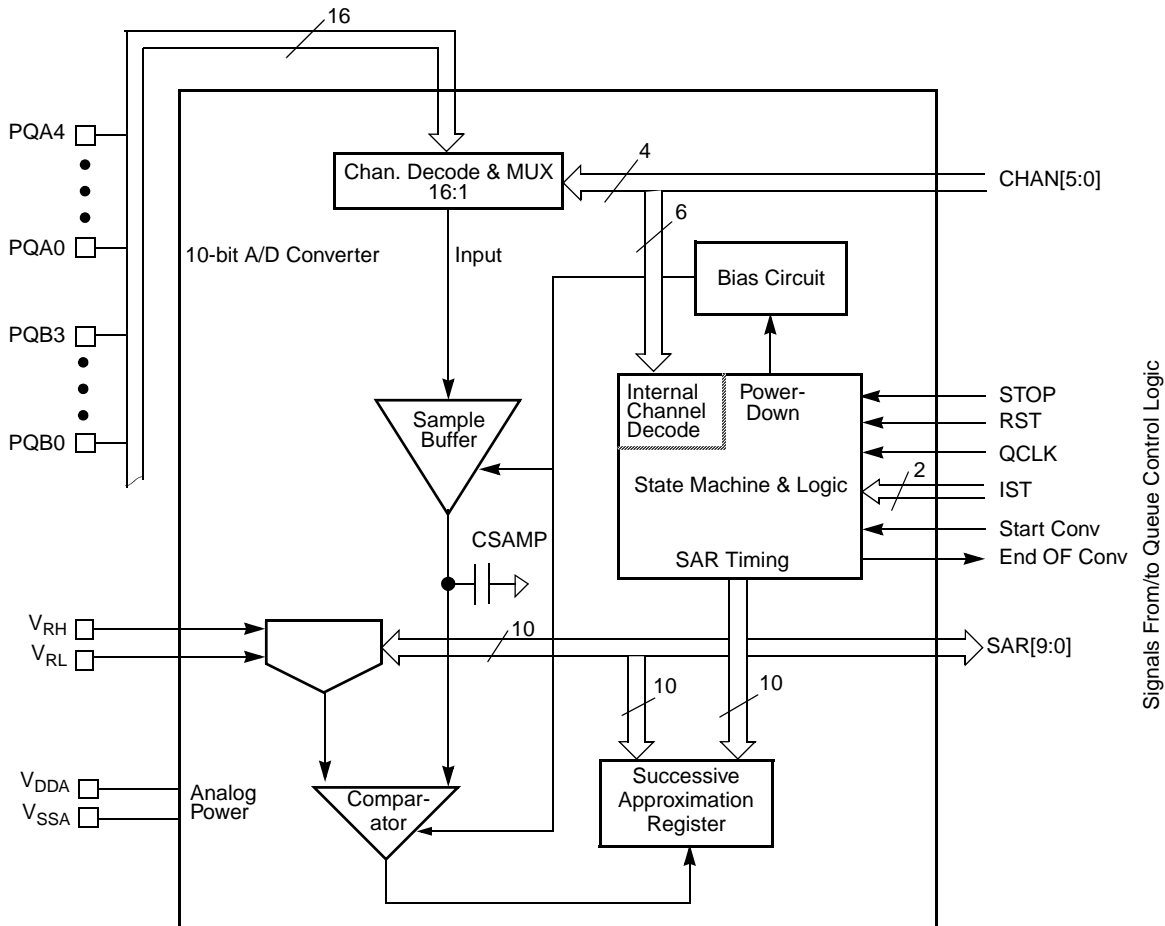 16
PQA4
PQA0
PQB3
PQB0
Chan. Decode & MUX
16:1
4
CHAN[5:0]
6
10-bit A/D Converter
Input
Bias Circuit
Internal
Channel
Decode
Power-
Down
State Machine & Logic
SAR Timing
STOP
RST
QCLK
2
IST
Start Conv
End OF Conv
Signals From/to Queue Control Logic
Sample
Buffer
CSAMP
VRH
VRL
10
SAR[9:0]
10
10
VDDA
VSSA
Analog
Power
Compar-
ator
Successive
Approximation
Register